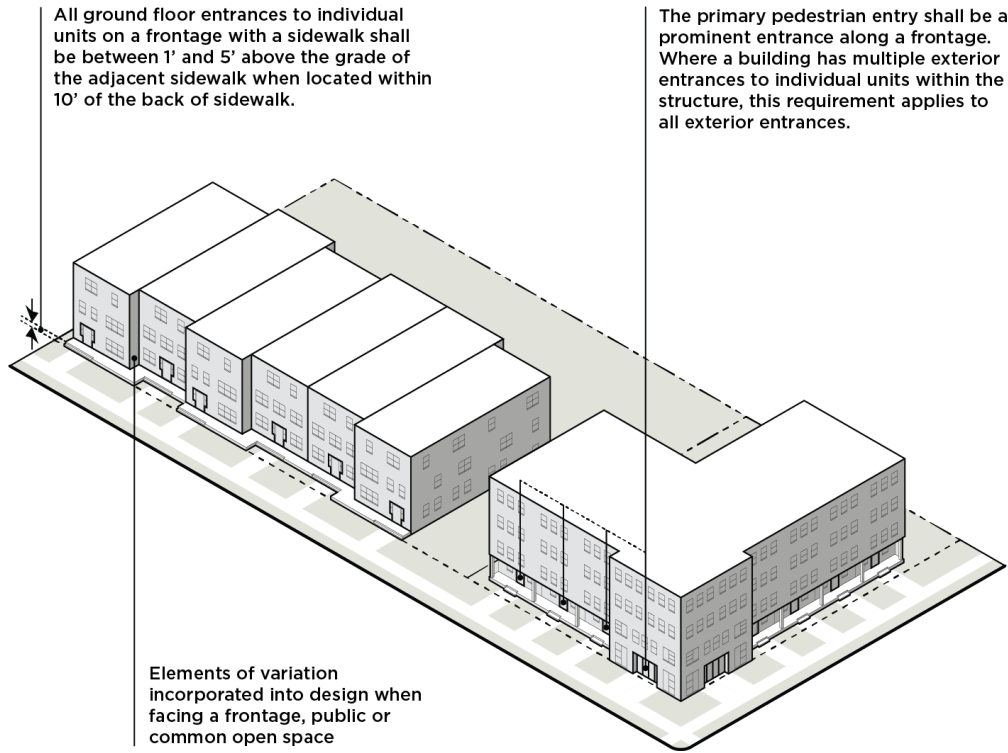 All ground floor entrances to individual
units on a frontage with a sidewalk shall
be between 1’ and 5’ above the grade of
the adjacent sidewalk when located within
10’ of the back of sidewalk.
The primary pedestrian entry shall be a
prominent entrance along a frontage.
Where a building has multiple exterior
entrances to individual units within the
structure, this requirement applies to
all exterior entrances.
Elements of variation
incorporated into design when
facing a frontage, public or
common open space